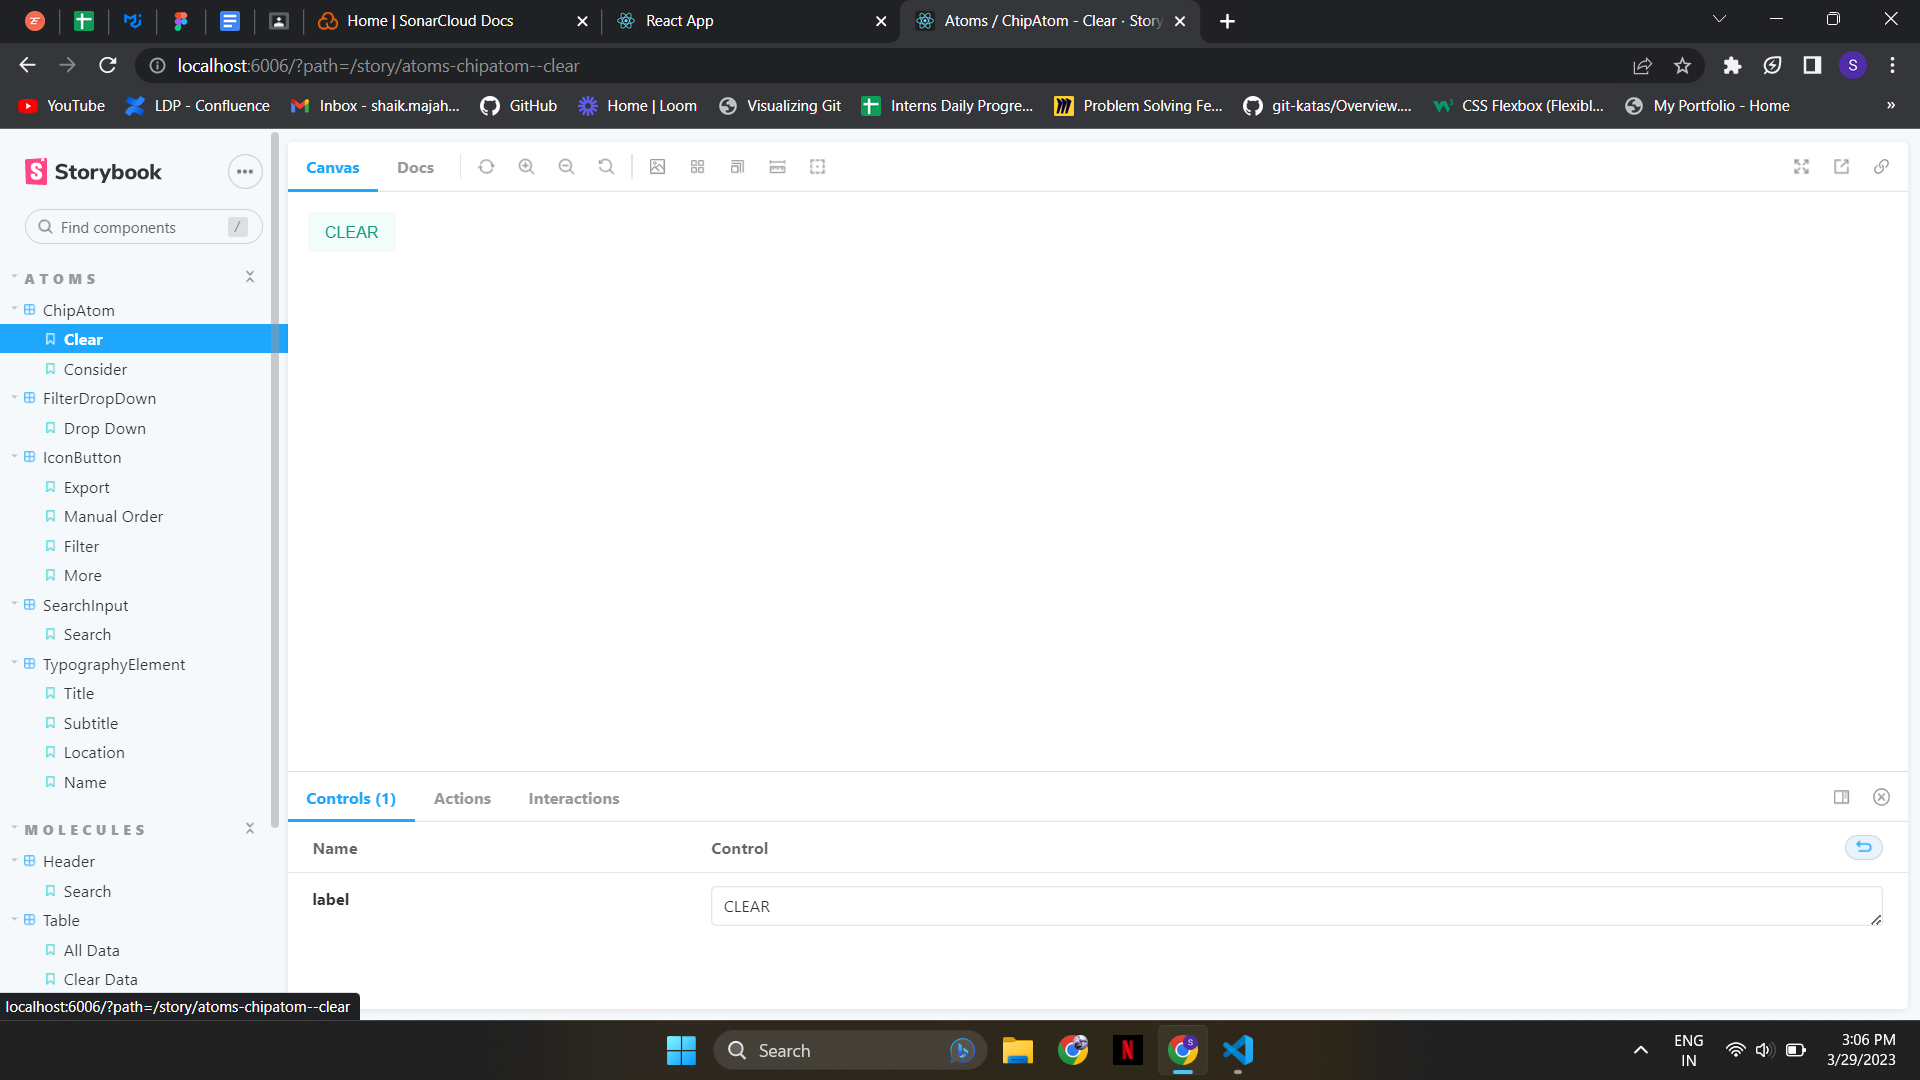 Home | SonarCloud Docs
React App
Atoms / ChipAtom - Clear · Story
localhost:6006/?path=/story/atoms-chipatom--clear
S
YouTube
LDP - Confluence
Inbox - shaik.majah...
GitHub
Home | Loom
Visualizing Git
Interns Daily Progre...
Problem Solving Fe...
git-katas/Overview....
CSS Flexbox (Flexibl...
My Portfolio - Home
»
Storybook
Find components
/
ATOMS
ChipAtom
Clear
Consider
FilterDropDown
Drop Down
IconButton
Export
Manual Order
Filter
More
SearchInput
Search
TypographyElement
Title
Subtitle
Location
Name
MOLECULES
Header
Search
Table
All Data
Clear Data
localhost:6006/?path=/story/atoms-chipatom--clear
Canvas
Docs
CLEAR
Controls (1)
Actions
Interactions
Name
Control
label
CLEAR
Search
ENG
IN
3:06 PM
3/29/2023